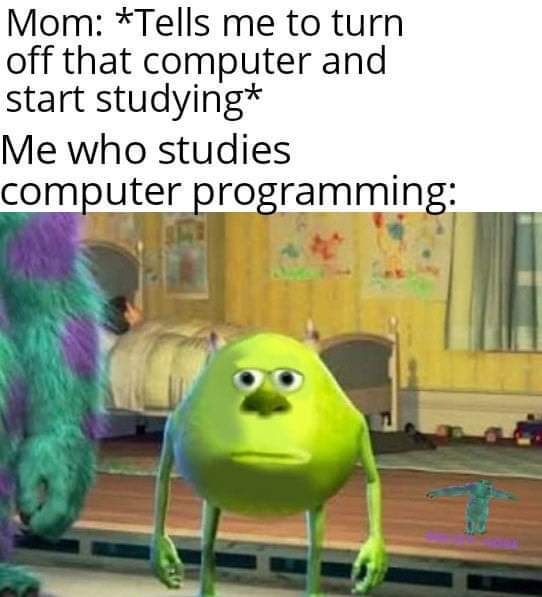 Mom: *Tells me to turn
off that computer and
start studying*
Me who studies
computer programming: